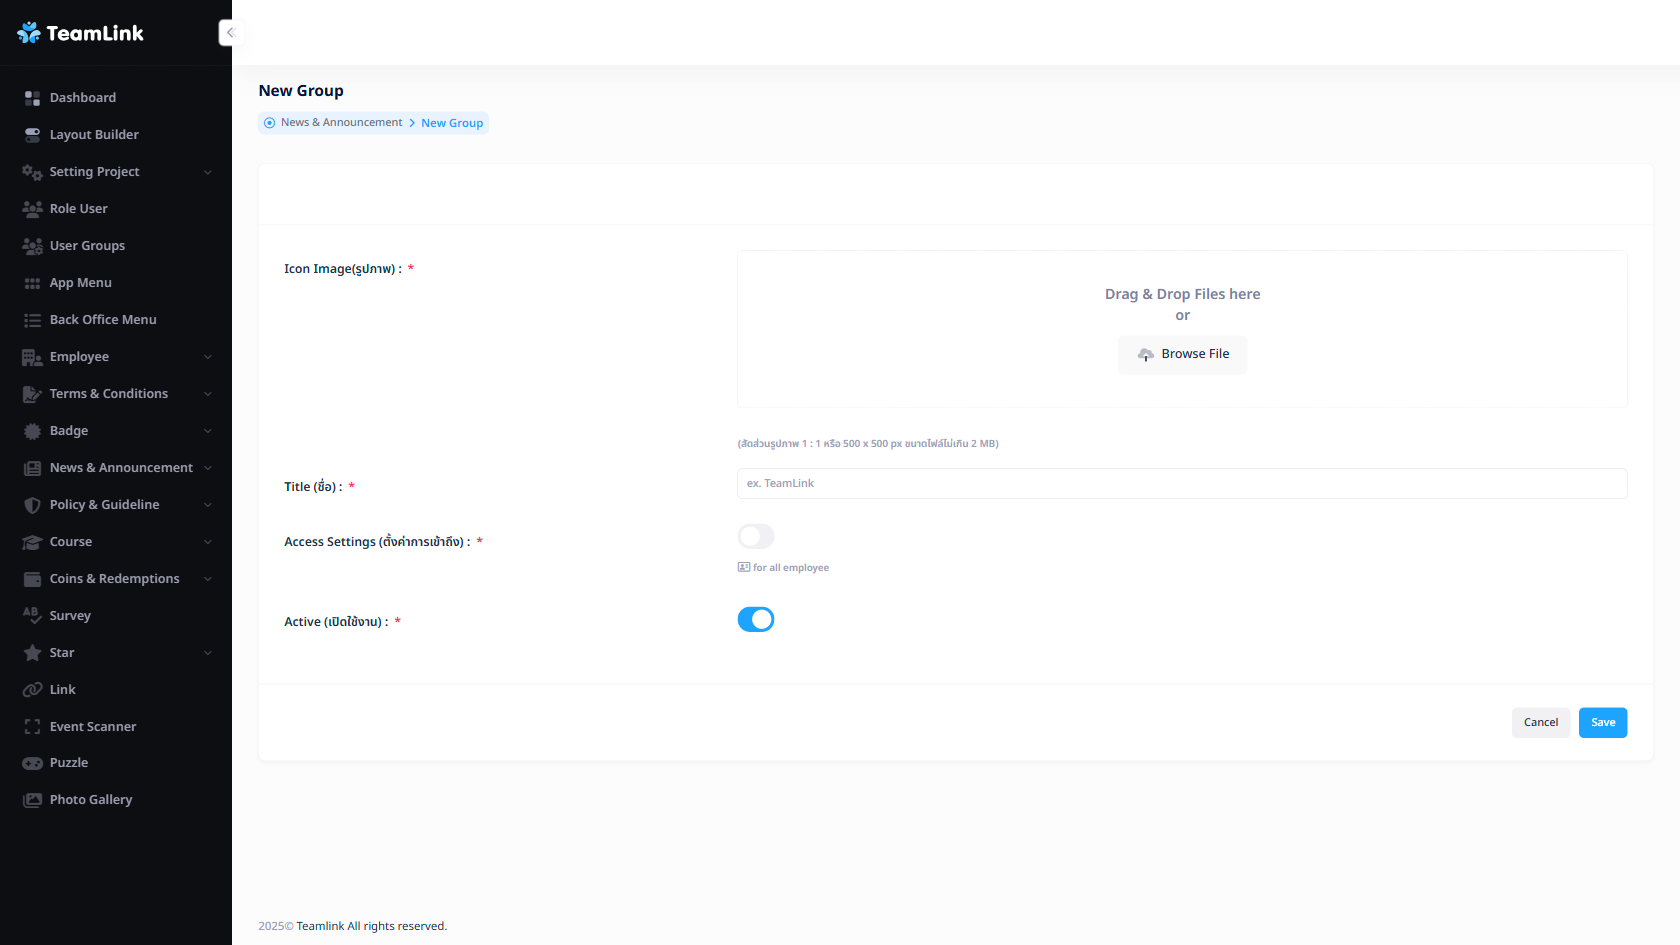 TeamLink
Dashboard
Layout Builder
Setting Project
Role User
User Groups
App Menu
Back Office Menu
Employee
Terms & Conditions
Badge
News & Announcement
Policy & Guideline
Course
Coins & Redemptions
Survey
Star
Link
Event Scanner
Puzzle
Photo Gallery
New Group
News & Announcement > New Group
Icon Image(รูปภาพ) : *
Drag & Drop Files here
or
Browse File
(สัดส่วนรูปภาพ 1 : 1 หรือ 500 x 500 px ขนาดไฟล์ไม่เกิน 2 MB)
Title (ชื่อ) : *
ex. TeamLink
Access Settings (ตั้งค่าการเข้าถึง) : *
for all employee
Active (เปิดใช้งาน) : *
Cancel
Save
2025© Teamlink All rights reserved.